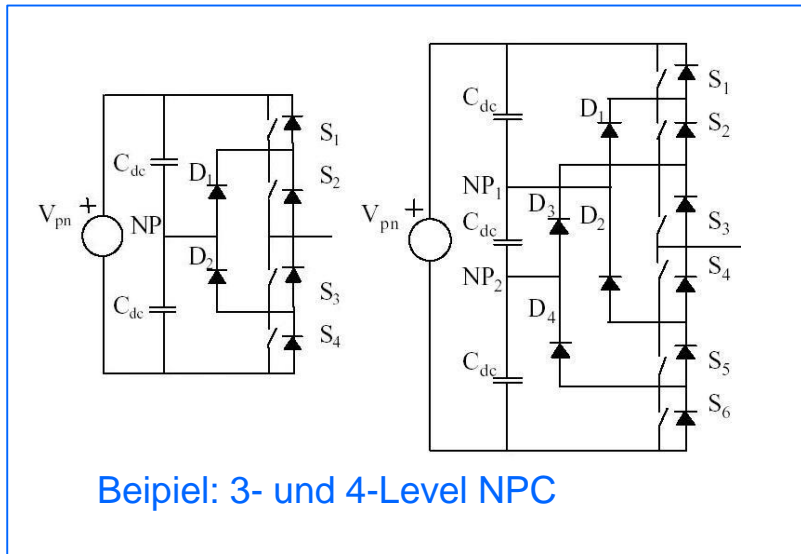 S1
S2
S3
S4
Cdc
Cdc
D1
D2
NP
Vpn
+
S1
S2
S3
S4
S5
S6
Cdc
Cdc
Cdc
D1
D2
D3
D4
NP1
NP2
Vpn
+
Beipiel: 3- und 4-Level NPC